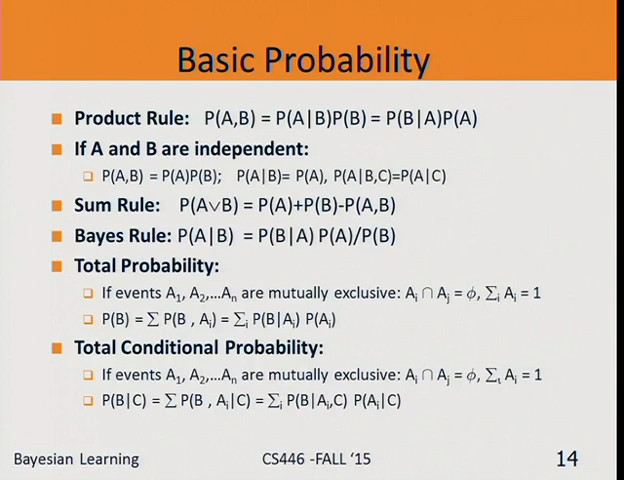 Basic Probability
Product Rule: P(A,B) = P(A|B)P(B) = P(B|A)P(A)
If A and B are independent:
P(A,B) = P(A)P(B); P(A|B)= P(A), P(A|B,C)=P(A|C)
Sum Rule: P(A∨B) = P(A)+P(B)-P(A,B)
Bayes Rule: P(A|B) = P(B|A) P(A)/P(B)
Total Probability:
If events A₁, A₂,...Aₙ are mutually exclusive: Aᵢ ∩ Aⱼ = ϕ, ∑ᵢ Aᵢ = 1
P(B) = ∑ P(B , Aᵢ) = ∑ᵢ P(B|Aᵢ) P(Aᵢ)
Total Conditional Probability:
If events A₁, A₂,...Aₙ are mutually exclusive: Aᵢ ∩ Aⱼ = ϕ, ∑ᵢ Aᵢ = 1
P(B|C) = ∑ P(B , Aᵢ|C) = ∑ᵢ P(B|Aᵢ,C) P(Aᵢ|C)
Bayesian Learning
CS446 -FALL '15
14